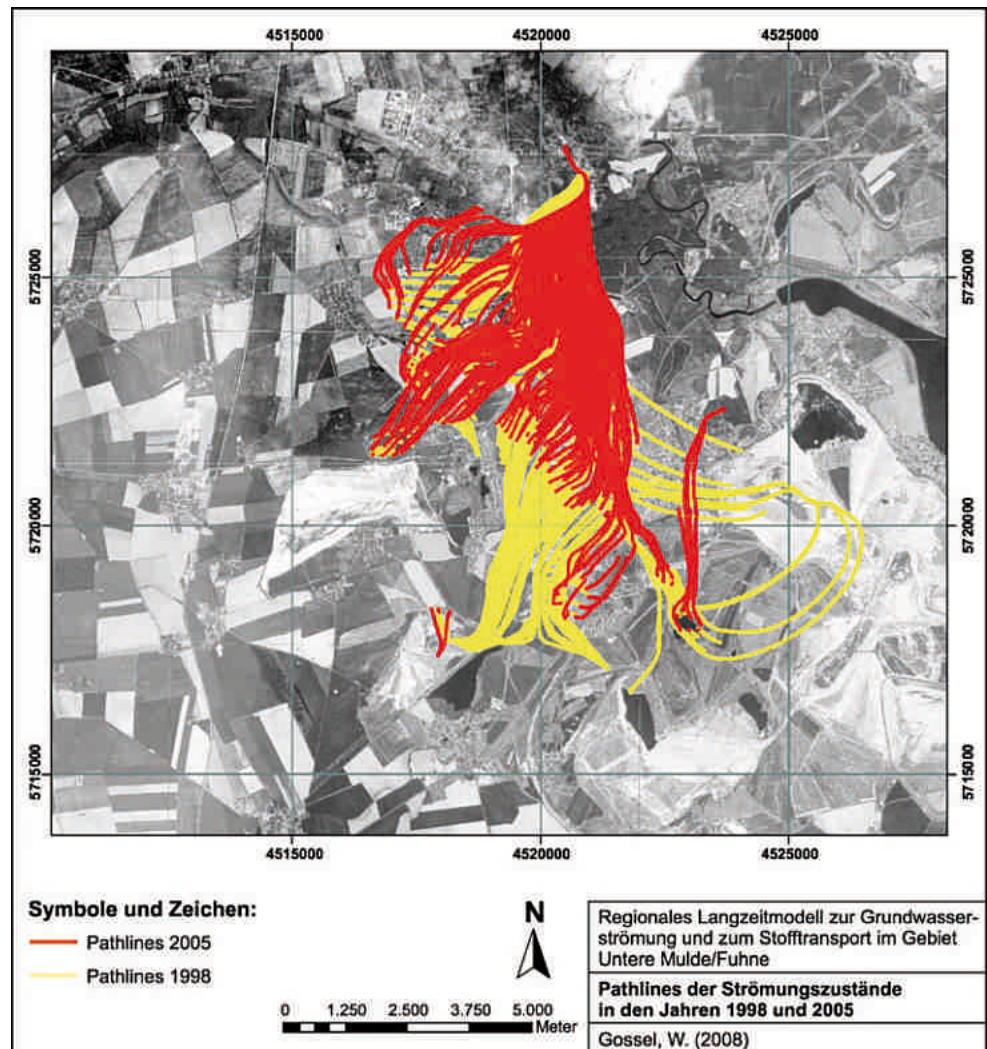 4515000 4520000 4525000
5725000 5725000
5720000 5720000
5715000 5715000
4515000 4520000 4525000
Symbole und Zeichen:
Pathlines 2005
Pathlines 1998
N
0 1.250 2.500 3.750 5.000
Meter
Regionales Langzeitmodell zur Grundwasser-
strömung und zum Stofftransport im Gebiet
Untere Mulde/Fuhne
Pathlines der Strömungszustände
in den Jahren 1998 und 2005
Gossel, W. (2008)